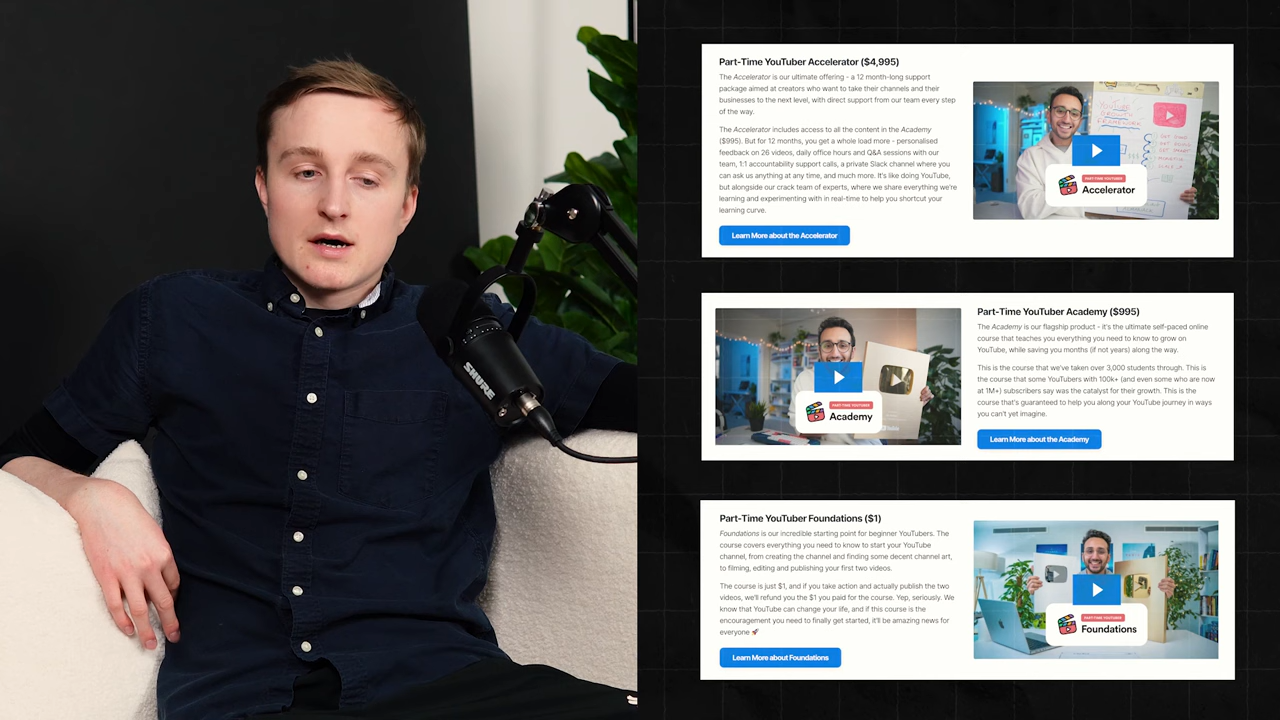 SHURE
Part-Time YouTuber Accelerator ($4,995)
The Accelerator is our ultimate offering - a 12 month-long support
package aimed at creators who want to take their channels and their
businesses to the next level, with direct support from our team every step
of the way.
The Accelerator includes access to all the content in the Academy
($995). But for 12 months, you get a whole load more - personalised
feedback on 26 videos, daily office hours and Q&A sessions with our
team, 1:1 accountability support calls, a private Slack channel where you
can ask us anything at any time, and much more. It's like doing YouTube,
but alongside our crack team of experts, where we share everything we're
learning and experimenting with in real-time to help you shortcut your
learning curve.
Learn More about the Accelerator
PART-TIME YOUTUBER
Accelerator
PART-TIME YOUTUBER
Academy
Part-Time YouTuber Academy ($995)
The Academy is our flagship product - it's the ultimate self-paced online
course that teaches you everything you need to know to grow on
YouTube, while saving you months (if not years) along the way.
This is the course that we've taken over 3,000 students through. This is
the course that some YouTubers with 100k+ (and even some who are now
at 1M+) subscribers say was the catalyst for their growth. This is the
course that's guaranteed to help you along your YouTube journey in ways
you can't yet imagine.
Learn More about the Academy
Part-Time YouTuber Foundations ($1)
Foundations is our incredible starting point for beginner YouTubers. The
course covers everything you need to know to start your YouTube
channel, from creating the channel and finding some decent channel art,
to filming, editing and publishing your first two videos.
The course is just $1, and if you take action and actually publish the two
videos, we'll refund you the $1 you paid for the course. Yep, seriously. We
know that YouTube can change your life, and if this course is the
encouragement you need to finally get started, it'll be amazing news for
everyone 🚀
Learn More about Foundations
PART-TIME YOUTUBER
Foundations